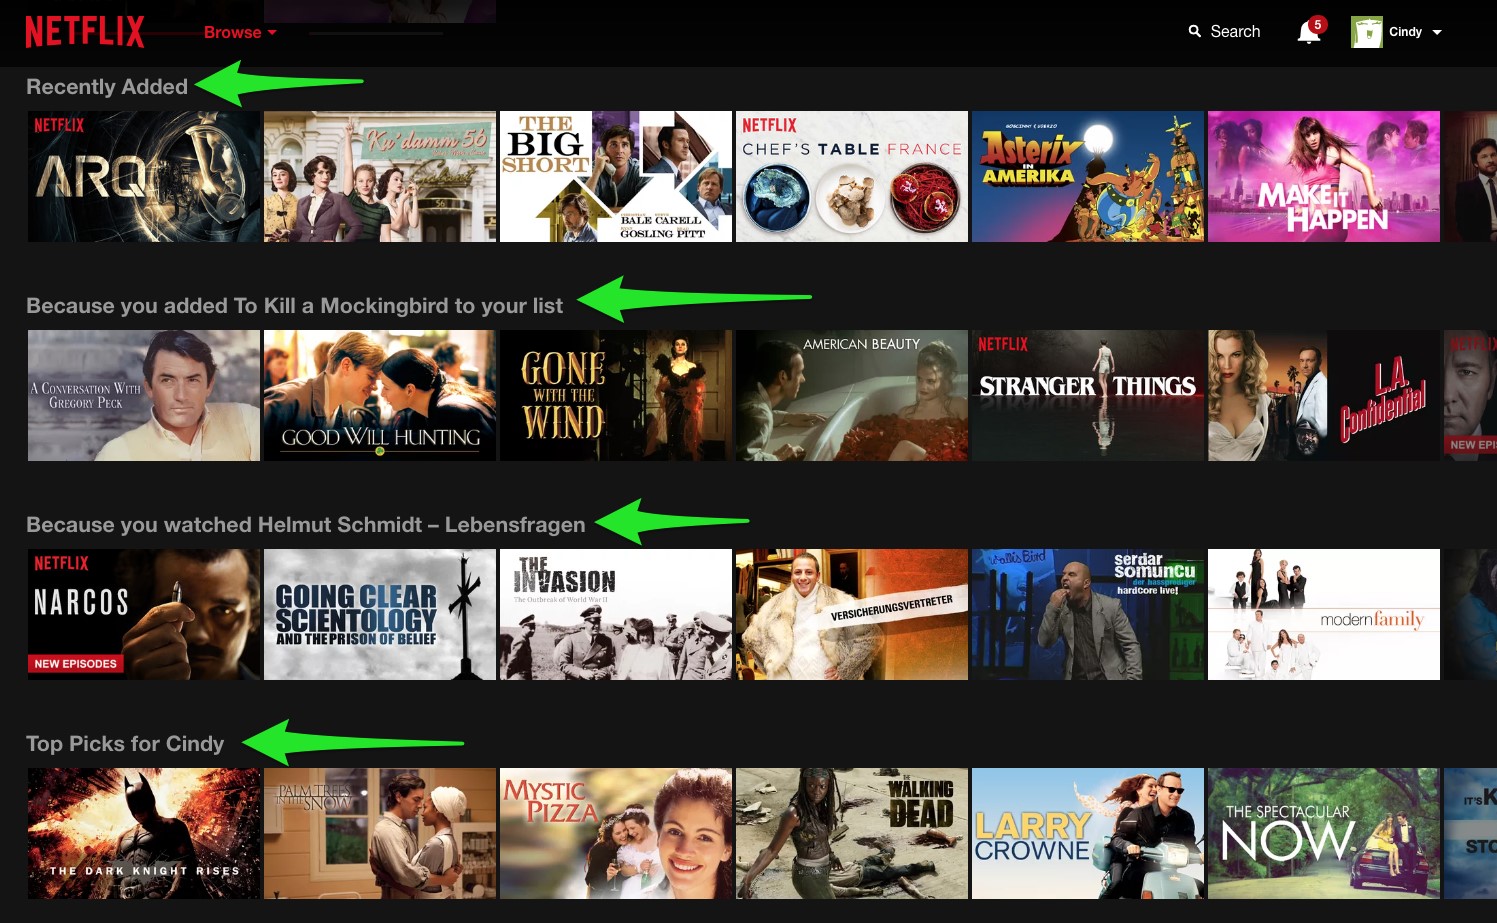 NETFLIX
Browse
Search
5
Cindy
Recently Added
NETFLIX
ARQ
Ku'damm 56
56
THE
BIG
SHORT
BALE CARELL
GOSLING PITT
NETFLIX
CHEF'S TABLE FRANCE
GOSCINNY & UDERZO
Asterix
IN
AMERIKA
MAKE IT
HAPPEN
Because you added To Kill a Mockingbird to your list
A CONVERSATION WITH
GREGORY PECK
GOOD WILL HUNTING
GONE
WITH THE
WIND
AMERICAN BEAUTY
NETFLIX
STRANGER THINGS
L.A.
Confidential
NETFLIX
NEW EPIS
Because you watched Helmut Schmidt – Lebensfragen
NETFLIX
NARCOS
NEW EPISODES
GOING CLEAR
SCIENTOLOGY
AND THE PRISON OF BELIEF
THE
INVASION
The Outbreak of World War II
VERSICHERUNGSVERTRETER
serdar
somuncu
der hassprediger
hardcore live!
modern family
Top Picks for Cindy
THE DARK KNIGHT RISES
PALM TREES
IN THE SNOW
MYSTIC
PIZZA
THE
WALKING
DEAD
LARRY
CROWNE
THE SPECTACULAR
NOW
IT'S K
STO